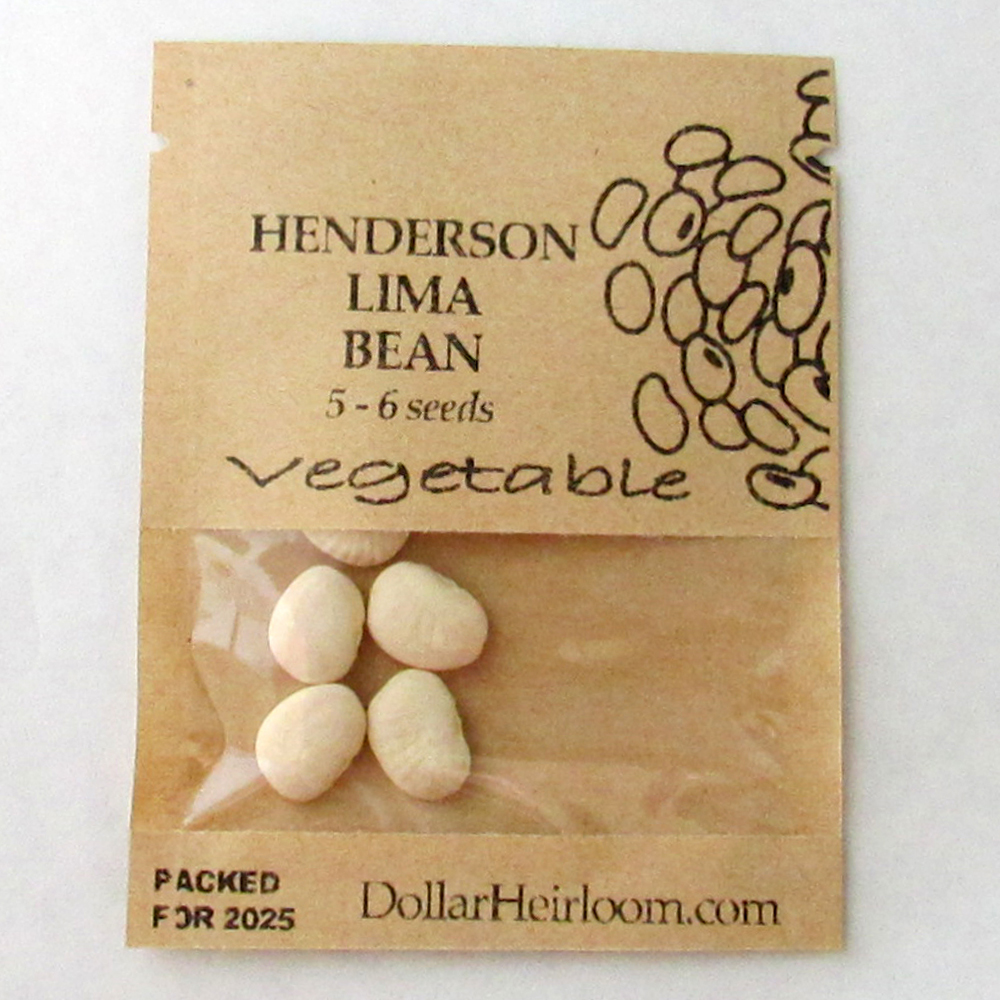 HENDERSON
LIMA
BEAN
5 - 6 seeds
vegetable
PACKED
FOR 2025
DollarHeirloom.com